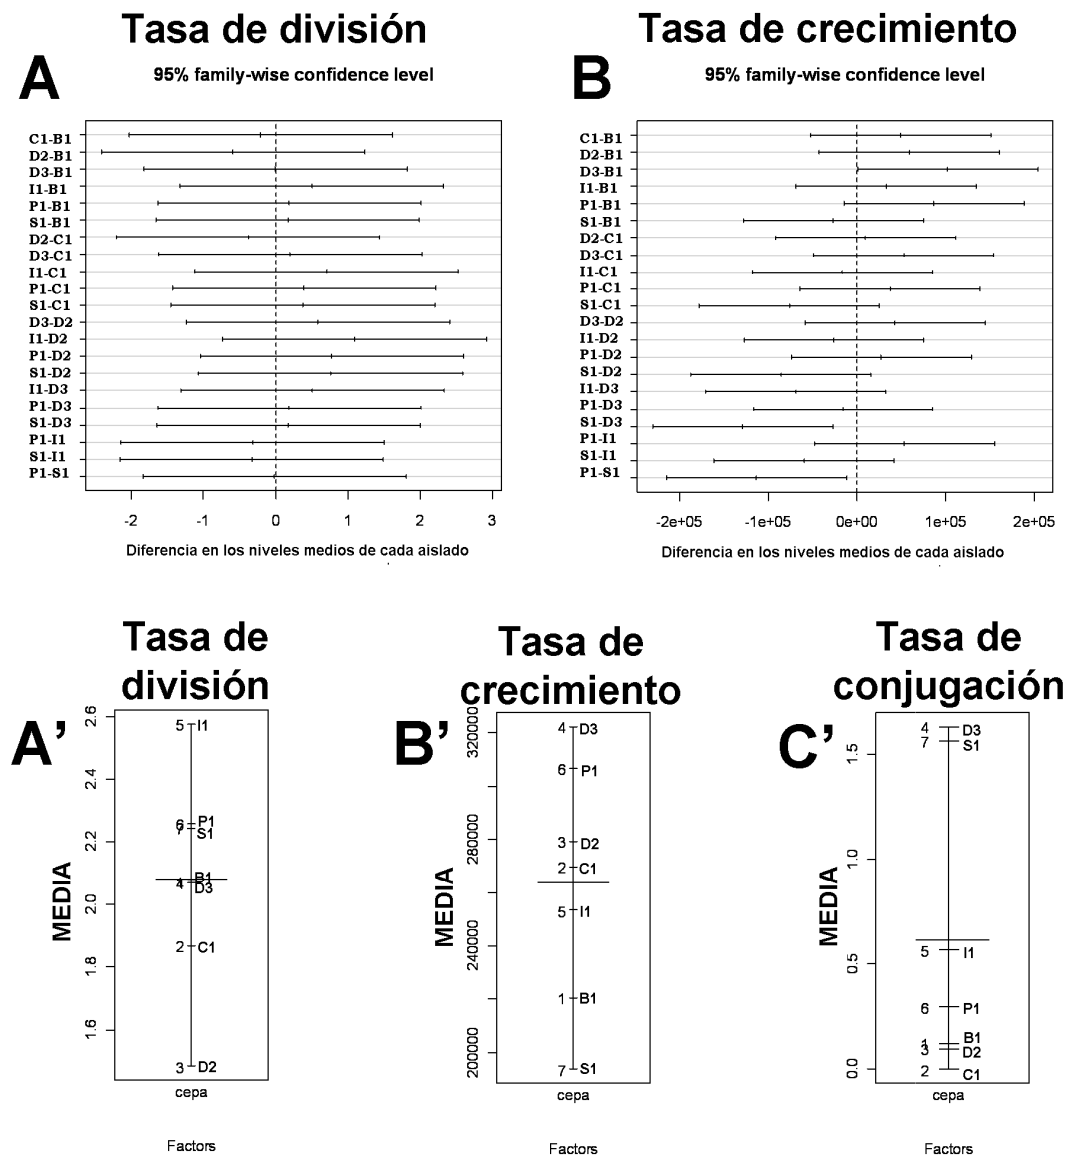 Tasa de división
A
95% family-wise confidence level
C1-B1
D2-B1
D3-B1
I1-B1
P1-B1
S1-B1
D2-C1
D3-C1
I1-C1
P1-C1
S1-C1
D3-D2
I1-D2
P1-D2
S1-D2
I1-D3
P1-D3
S1-D3
P1-I1
S1-I1
P1-S1
-2 -1 0 1 2 3
Diferencia en los niveles medios de cada aislado
Tasa de crecimiento
B
95% family-wise confidence level
C1-B1
D2-B1
D3-B1
I1-B1
P1-B1
S1-B1
D2-C1
D3-C1
I1-C1
P1-C1
S1-C1
D3-D2
I1-D2
P1-D2
S1-D2
I1-D3
P1-D3
S1-D3
P1-I1
S1-I1
P1-S1
-2e+05 -1e+05 0e+00 1e+05 2e+05
Diferencia en los niveles medios de cada aislado
Tasa de
división
A’
MEDIA
2.6
2.4
2.2
2.0
1.8
1.6
5 I1
6 P1
7 S1
B1
4 D3
2 C1
3 D2
cepa
Factors
Tasa de
crecimiento
B’
MEDIA
320000
280000
240000
200000
4 D3
6 P1
3 D2
2 C1
5 I1
1 B1
7 S1
cepa
Factors
Tasa de
conjugación
C’
MEDIA
1.5
1.0
0.5
0.0
4 D3
7 S1
5 I1
6 P1
1 B1
3 D2
2 C1
cepa
Factors